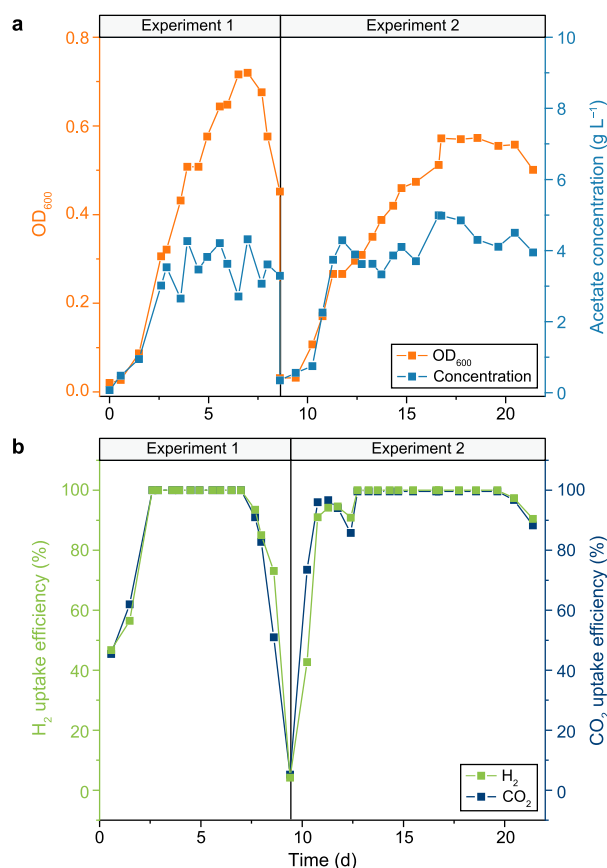 a
Experiment 1
Experiment 2
0.8
0.6
0.4
0.2
0.0
OD600
10
8
6
4
2
0
Acetate concentration (g L−1)
OD600
Concentration
0
5
10
15
20
b
Experiment 1
Experiment 2
100
80
60
40
20
0
H2 uptake efficiency (%)
100
80
60
40
20
0
CO2 uptake efficiency (%)
H2
CO2
0
5
10
15
20
Time (d)